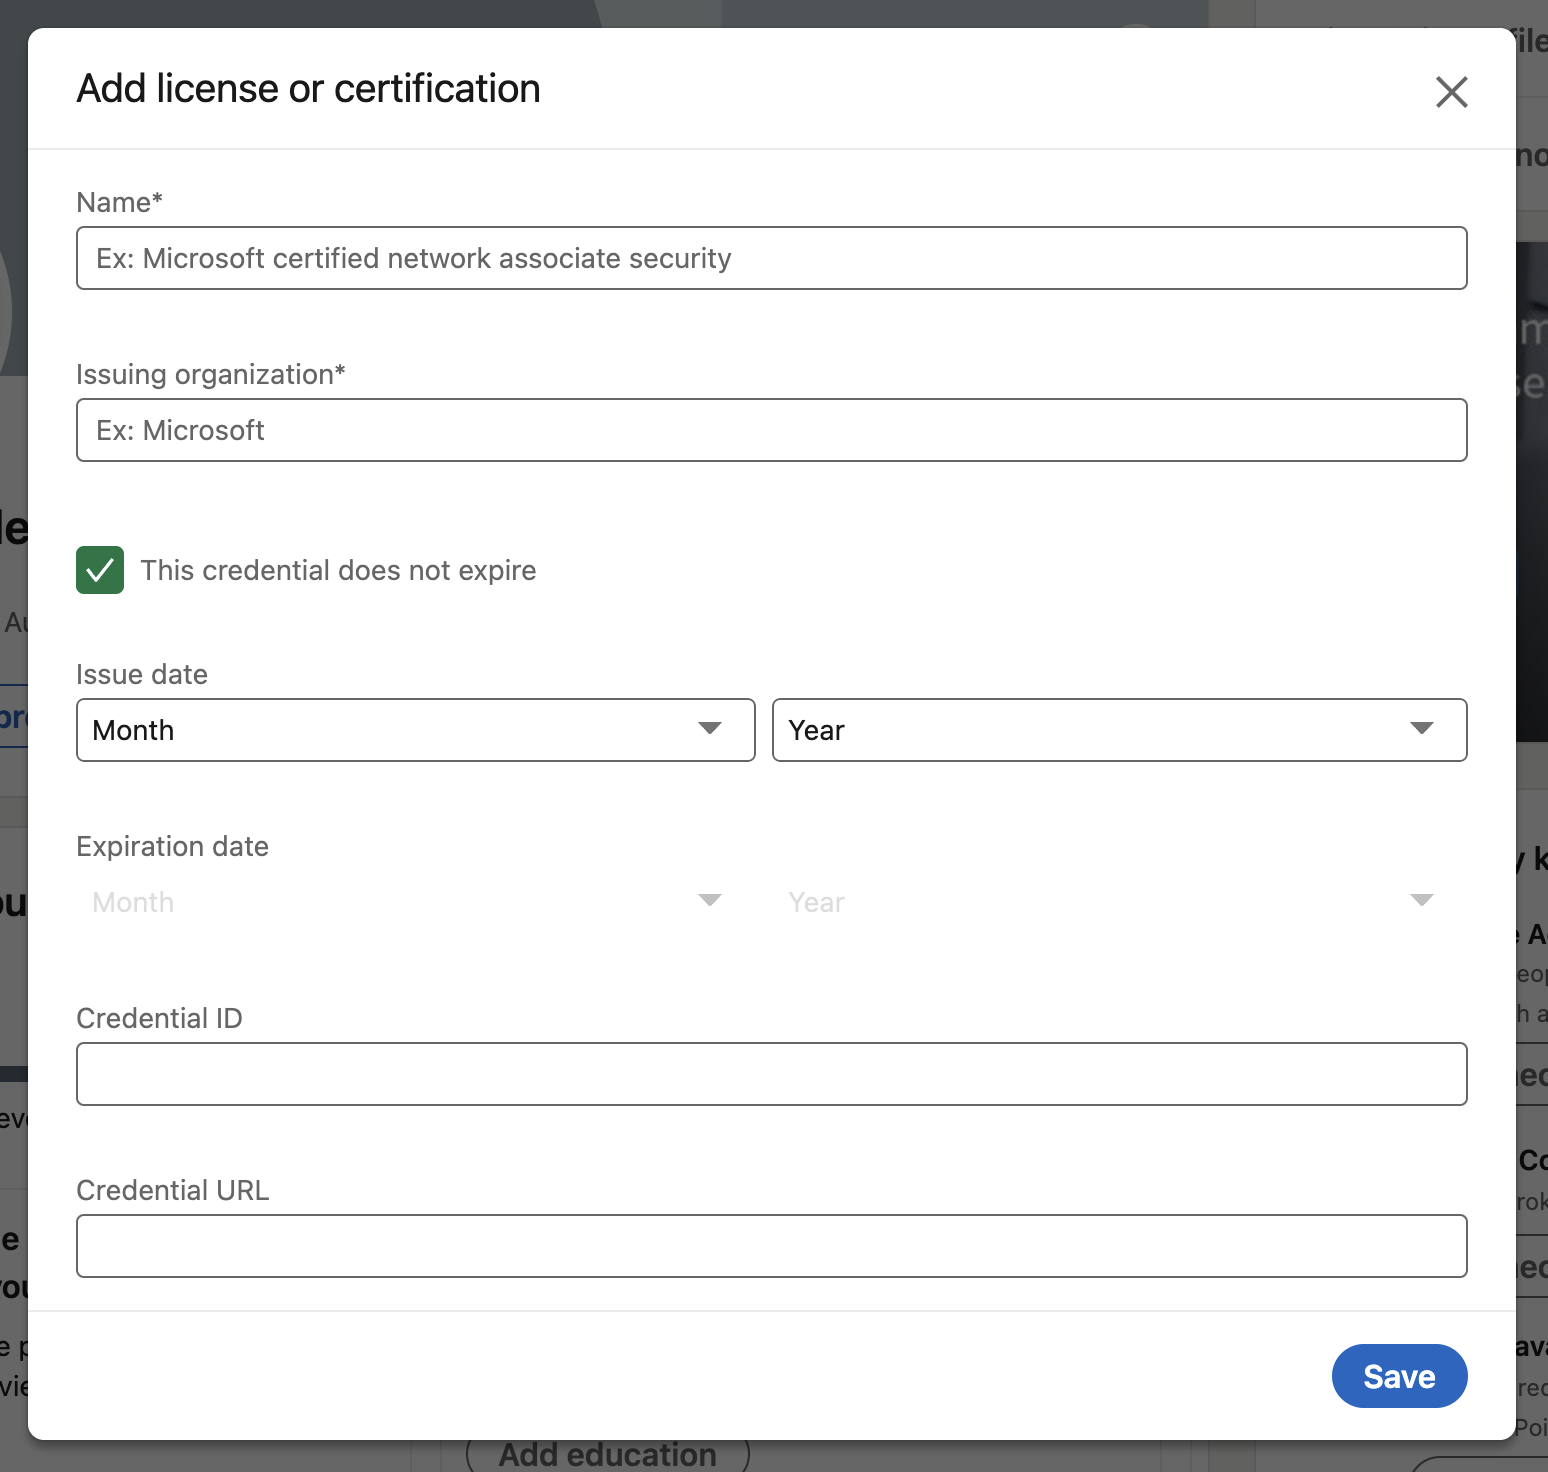 Add license or certification
Name*
Ex: Microsoft certified network associate security
Issuing organization*
Ex: Microsoft
This credential does not expire
Issue date
Month
Year
Expiration date
Month
Year
Credential ID
Credential URL
Save
Add education